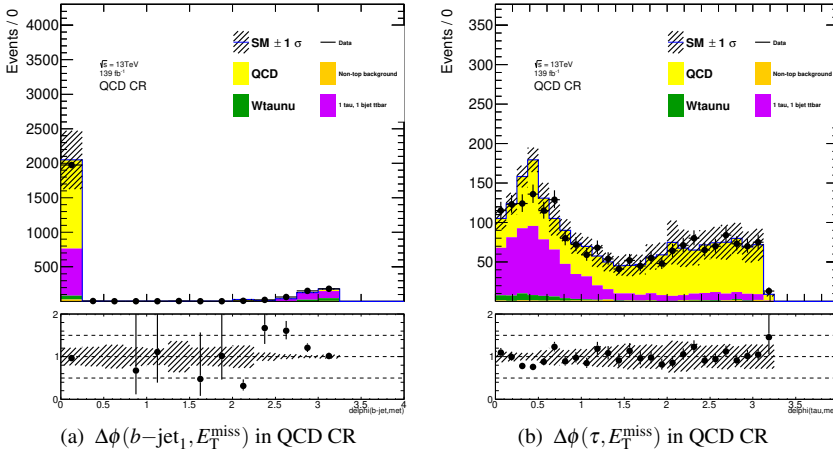 Events / 0
4000
3500
3000
2500
2000
1500
1000
500
SM ± 1 σ
Data
√s = 13TeV
139 fb⁻¹
QCD CR
QCD
Non-top background
Wtaunu
1 tau, 1 bjet ttbar
2
1
0
0 0.5 1 1.5 2 2.5 3 3.5 4
delphi(b-jet,met)
(a) Δϕ(b−jet₁, E_T^miss) in QCD CR
Events / 0
350
300
250
200
150
100
50
SM ± 1 σ
Data
√s = 13TeV
139 fb⁻¹
QCD CR
QCD
Non-top background
Wtaunu
1 tau, 1 bjet ttbar
2
1
0
0 0.5 1 1.5 2 2.5 3 3.5 4
delphi(tau,met)
(b) Δϕ(τ, E_T^miss) in QCD CR